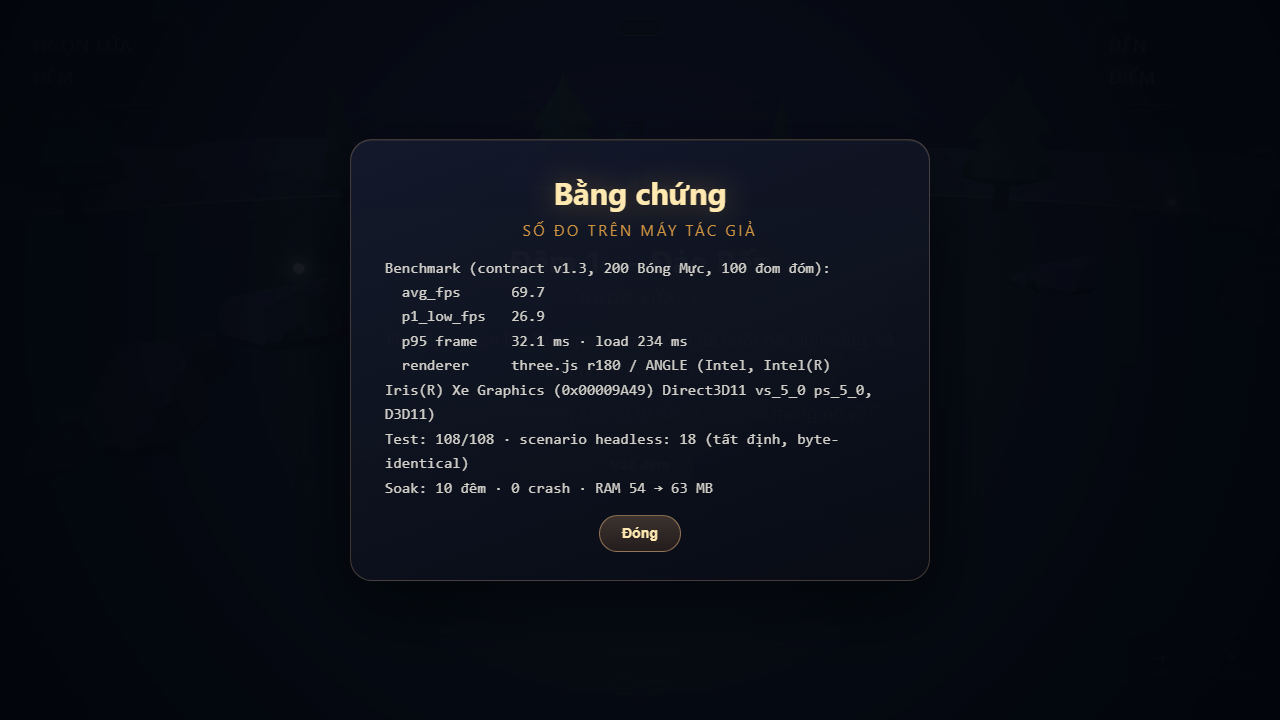 Bằng chứng
SỐ ĐO TRÊN MÁY TÁC GIẢ
Benchmark (contract v1.3, 200 Bóng Mực, 100 đom đóm):
avg_fps 69.7
p1_low_fps 26.9
p95 frame 32.1 ms · load 234 ms
renderer three.js r180 / ANGLE (Intel, Intel(R)
Iris(R) Xe Graphics (0x00009A49) Direct3D11 vs_5_0 ps_5_0,
D3D11)
Test: 108/108 · scenario headless: 18 (tất định, byte-
identical)
Soak: 10 đêm · 0 crash · RAM 54 → 63 MB
Đóng